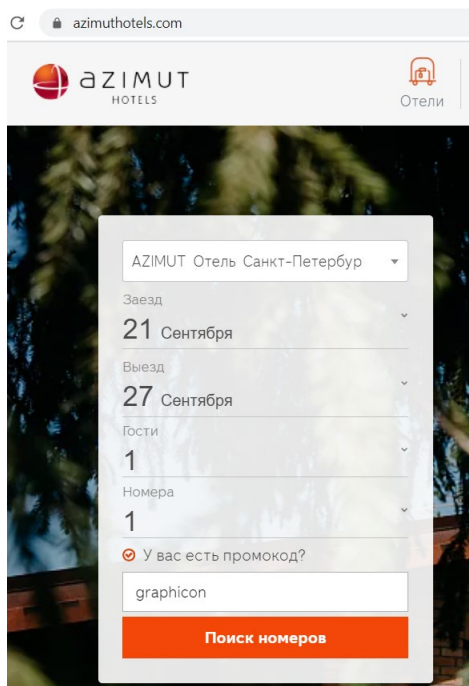 azimuthotels.com
AZIMUT
HOTELS
Отели
AZIMUT Отель Санкт-Петербур
Заезд
21 Сентября
Выезд
27 Сентября
Гости
1
Номера
1
У вас есть промокод?
graphicon
Поиск номеров